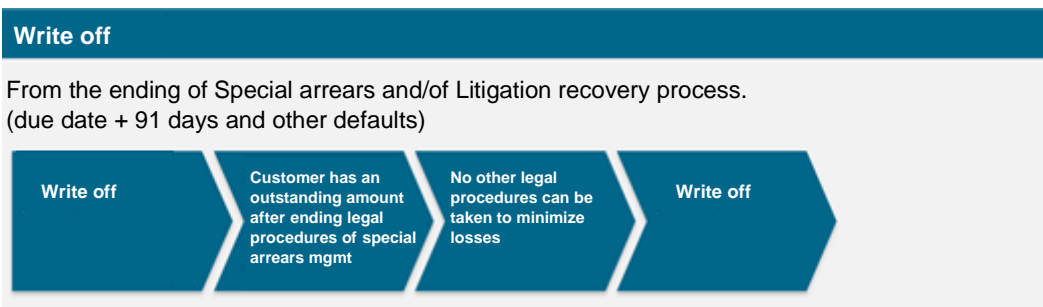 Write off
From the ending of Special arrears and/of Litigation recovery process.
(due date + 91 days and other defaults)
Write off
Customer has an
outstanding amount
after ending legal
procedures of special
arrears mgmt
No other legal
procedures can be
taken to minimize
losses
Write off